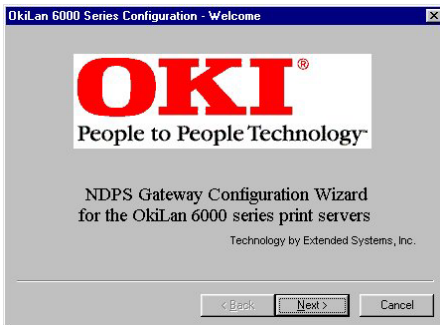 OkiLan 6000 Series Configuration - Welcome
OKI®
People to People Technology
NDPS Gateway Configuration Wizard
for the OkiLan 6000 series print servers
Technology by Extended Systems, Inc.
< Back
Next >
Cancel